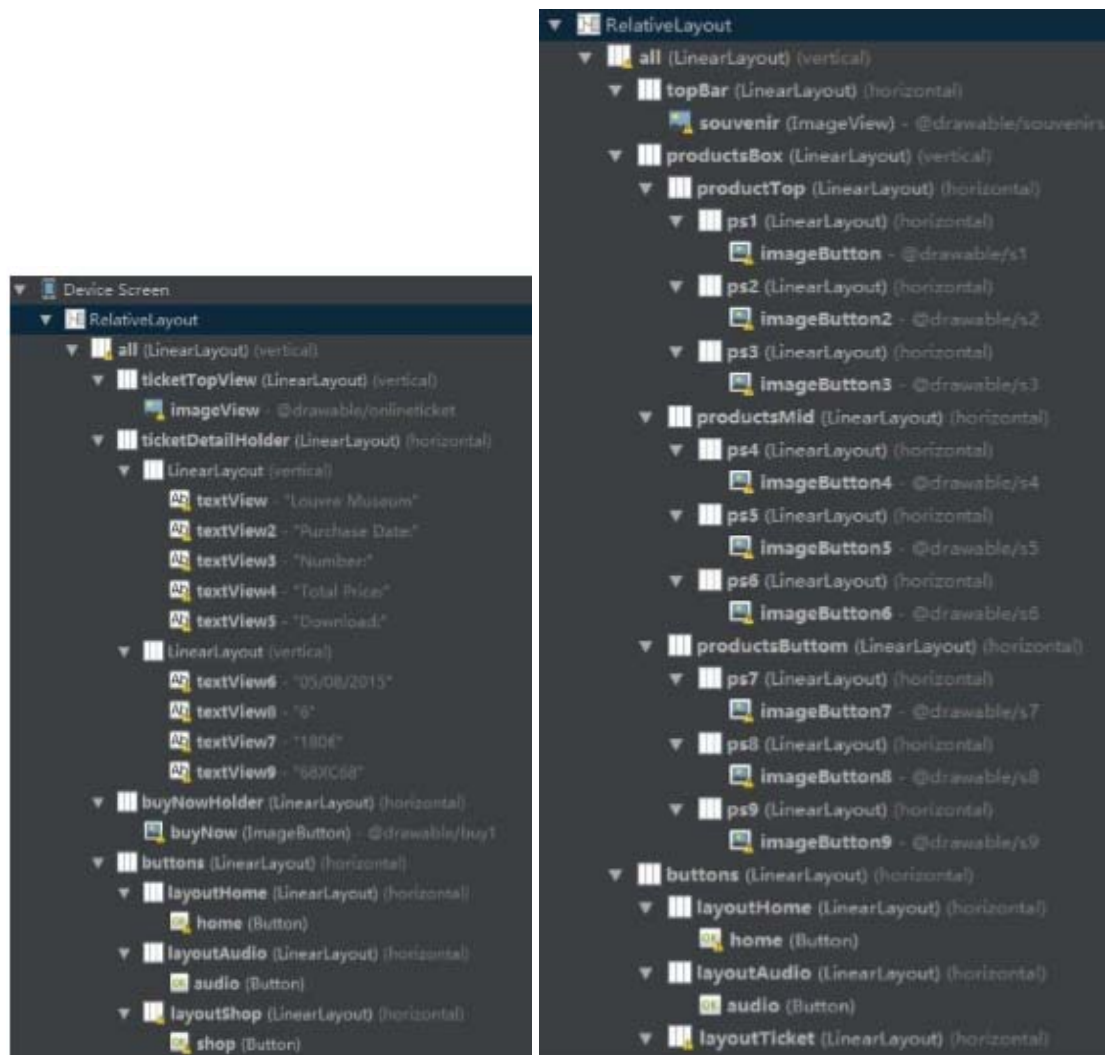 Device Screen
RelativeLayout
all (LinearLayout) (vertical)
ticketTopView (LinearLayout) (vertical)
imageView - @drawable/onlineticket
ticketDetailHolder (LinearLayout) (horizontal)
LinearLayout (vertical)
textView - "Louvre Museum"
textView2 - "Purchase Date:"
textView3 - "Number:"
textView4 - "Total Price:"
textView5 - "Download:"
LinearLayout (vertical)
textView6 - "05/08/2015"
textView8 - "6"
textView7 - "180€"
textView9 - "68XC68"
buyNowHolder (LinearLayout) (horizontal)
buyNow (ImageButton) - @drawable/buy1
buttons (LinearLayout) (horizontal)
layoutHome (LinearLayout) (horizontal)
OK home (Button)
layoutAudio (LinearLayout) (horizontal)
OK audio (Button)
layoutShop (LinearLayout) (horizontal)
OK shop (Button)
RelativeLayout
all (LinearLayout) (vertical)
topBar (LinearLayout) (horizontal)
souvenir (ImageView) - @drawable/souvenirs
productsBox (LinearLayout) (vertical)
productTop (LinearLayout) (horizontal)
ps1 (LinearLayout) (horizontal)
imageButton - @drawable/s1
ps2 (LinearLayout) (horizontal)
imageButton2 - @drawable/s2
ps3 (LinearLayout) (horizontal)
imageButton3 - @drawable/s3
productsMid (LinearLayout) (horizontal)
ps4 (LinearLayout) (horizontal)
imageButton4 - @drawable/s4
ps5 (LinearLayout) (horizontal)
imageButton5 - @drawable/s5
ps6 (LinearLayout) (horizontal)
imageButton6 - @drawable/s6
productsButtom (LinearLayout) (horizontal)
ps7 (LinearLayout) (horizontal)
imageButton7 - @drawable/s7
ps8 (LinearLayout) (horizontal)
imageButton8 - @drawable/s8
ps9 (LinearLayout) (horizontal)
imageButton9 - @drawable/s9
buttons (LinearLayout) (horizontal)
layoutHome (LinearLayout) (horizontal)
OK home (Button)
layoutAudio (LinearLayout) (horizontal)
OK audio (Button)
layoutTicket (LinearLayout) (horizontal)